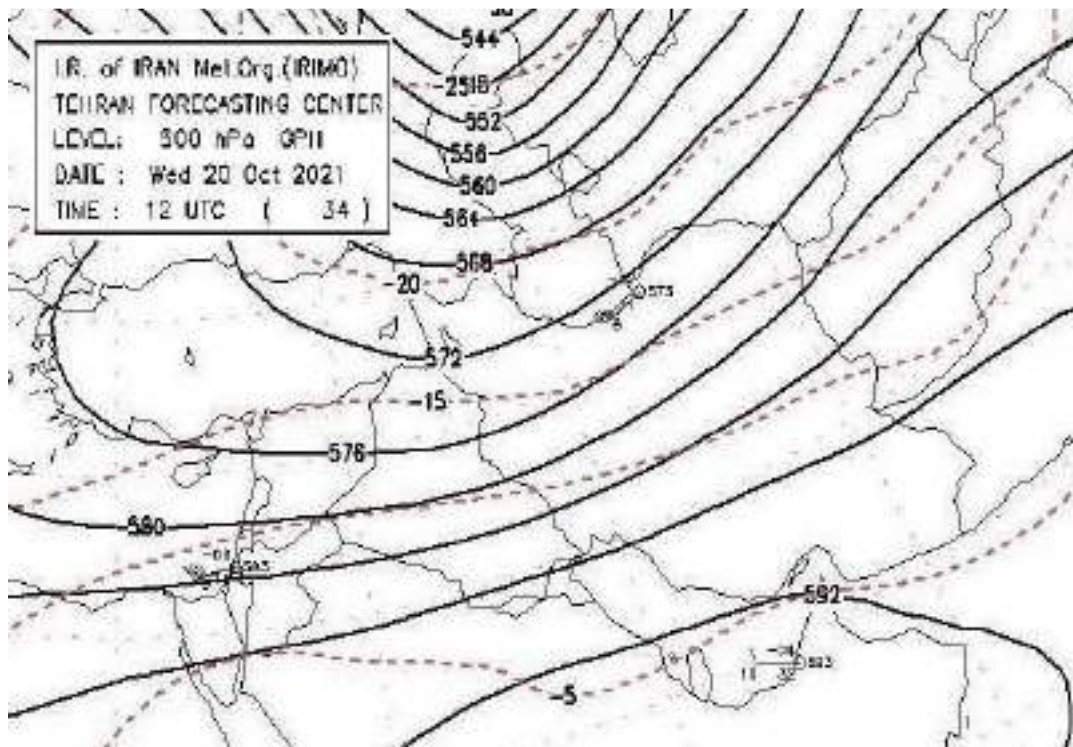 544
I.R. of IRAN Met.Org.(IRIMO)
TEHRAN FORECASTING CENTER
LEVEL: 500 hPa GPH
DATE : Wed 20 Oct 2021
TIME : 12 UTC ( 34 )
552
556
560
564
568
-20
573
572
-15
576
580
592
-5